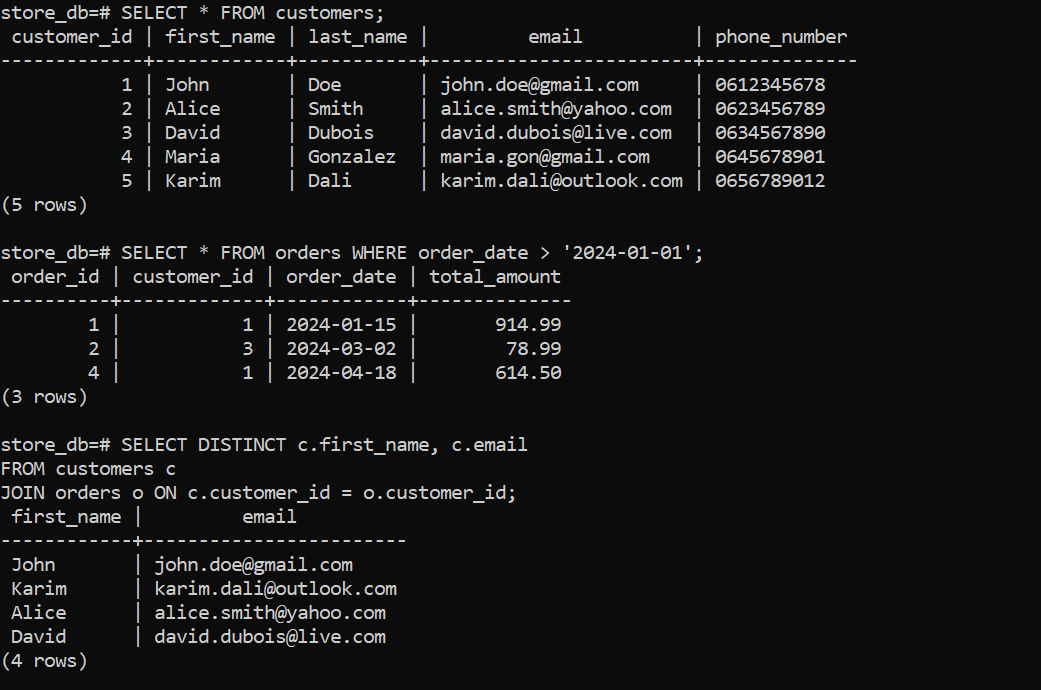 store_db=# SELECT * FROM customers;
 customer_id | first_name | last_name |         email          | phone_number
-------------+------------+-----------+------------------------+--------------
           1 | John       | Doe       | john.doe@gmail.com     | 0612345678
           2 | Alice      | Smith     | alice.smith@yahoo.com  | 0623456789
           3 | David      | Dubois    | david.dubois@live.com  | 0634567890
           4 | Maria      | Gonzalez  | maria.gon@gmail.com    | 0645678901
           5 | Karim      | Dali      | karim.dali@outlook.com | 0656789012
(5 rows)

store_db=# SELECT * FROM orders WHERE order_date > '2024-01-01';
 order_id | customer_id | order_date | total_amount
----------+-------------+------------+--------------
        1 |           1 | 2024-01-15 |       914.99
        2 |           3 | 2024-03-02 |        78.99
        4 |           1 | 2024-04-18 |       614.50
(3 rows)

store_db=# SELECT DISTINCT c.first_name, c.email
FROM customers c
JOIN orders o ON c.customer_id = o.customer_id;
 first_name |         email
------------+------------------------
 John       | john.doe@gmail.com
 Karim      | karim.dali@outlook.com
 Alice      | alice.smith@yahoo.com
 David      | david.dubois@live.com
(4 rows)